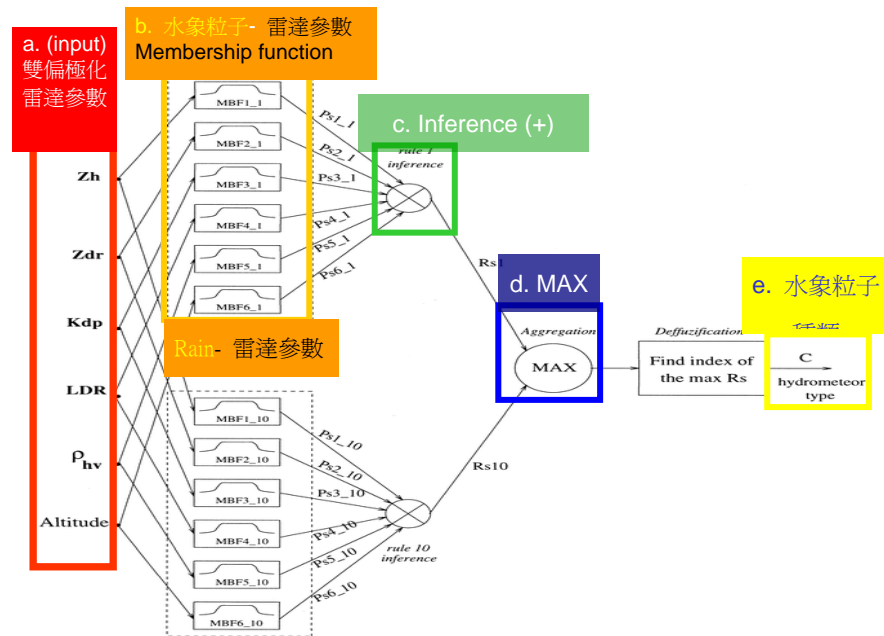 a. (input)
雙偏極化
雷達參數
b. 水象粒子- 雷達參數
Membership function
c. Inference (+)
d. MAX
e. 水象粒子
種類
Zh
Zdr
Kdp
LDR
ρhv
Altitude
MBF1_1
MBF2_1
MBF3_1
MBF4_1
MBF5_1
MBF6_1
Ps1_1
Ps2_1
Ps3_1
Ps4_1
Ps5_1
Ps6_1
rule 1
inference
Rs1
Rain- 雷達參數
MBF1_10
MBF2_10
MBF3_10
MBF4_10
MBF5_10
MBF6_10
Ps1_10
Ps2_10
Ps3_10
Ps4_10
Ps5_10
Ps6_10
rule 10
inference
Rs10
Aggregation
MAX
Deffuzification
Find index of
the max Rs
C
hydrometeor
type